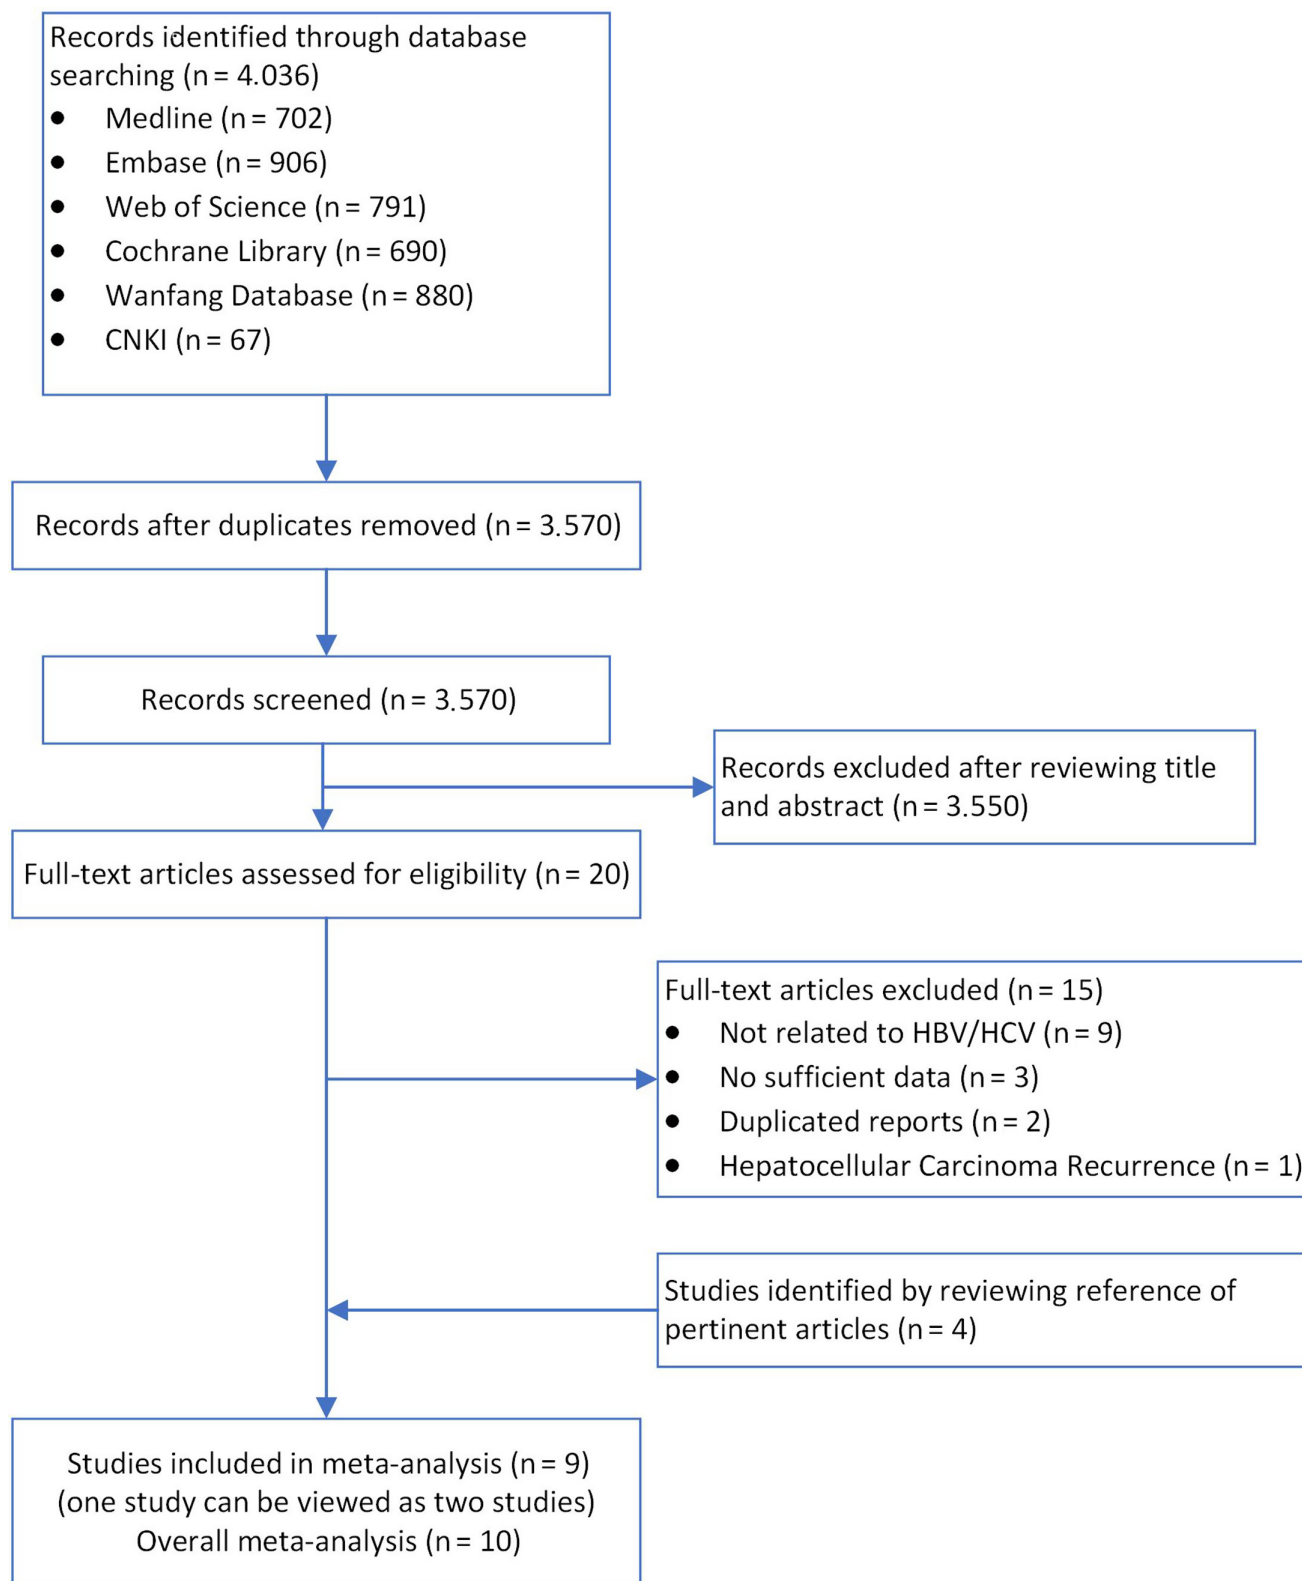 Records identified through database
searching (n = 4.036)
● Medline (n = 702)
● Embase (n = 906)
● Web of Science (n = 791)
● Cochrane Library (n = 690)
● Wanfang Database (n = 880)
● CNKI (n = 67)
Records after duplicates removed (n = 3.570)
Records screened (n = 3.570)
Records excluded after reviewing title
and abstract (n = 3.550)
Full-text articles assessed for eligibility (n = 20)
Full-text articles excluded (n = 15)
● Not related to HBV/HCV (n = 9)
● No sufficient data (n = 3)
● Duplicated reports (n = 2)
● Hepatocellular Carcinoma Recurrence (n = 1)
Studies identified by reviewing reference of
pertinent articles (n = 4)
Studies included in meta-analysis (n = 9)
(one study can be viewed as two studies)
Overall meta-analysis (n = 10)